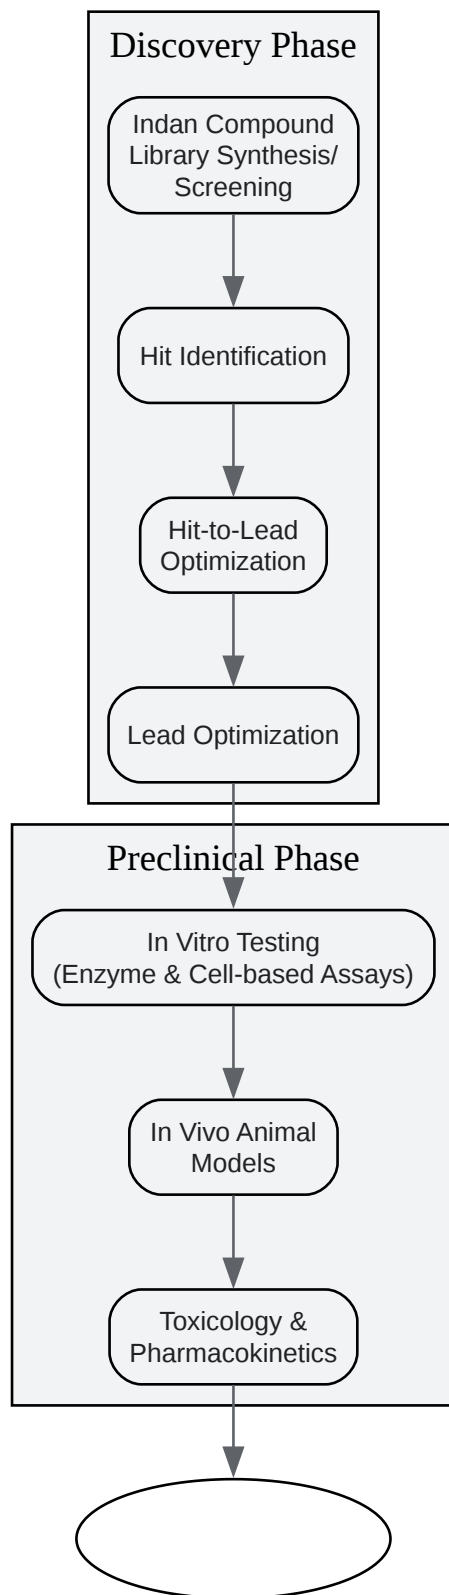 Discovery Phase
Indan Compound
Library Synthesis/
Screening
Hit Identification
Hit-to-Lead
Optimization
Lead Optimization
Preclinical Phase
In Vitro Testing
(Enzyme & Cell-based Assays)
In Vivo Animal
Models
Toxicology &
Pharmacokinetics